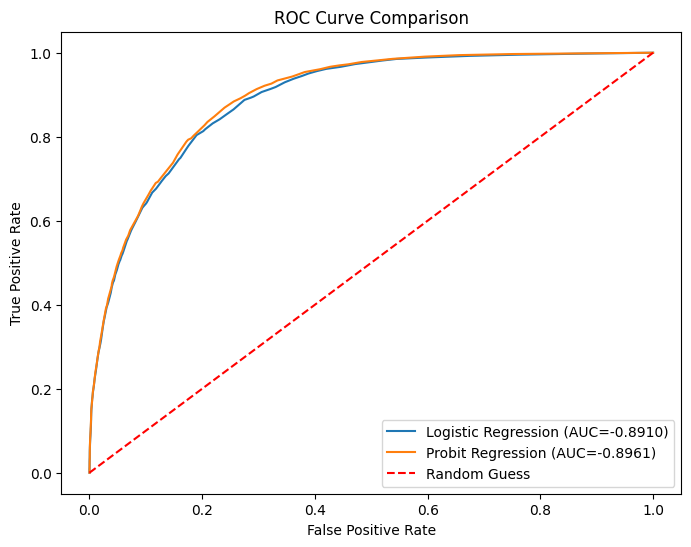 ROC Curve Comparison
True Positive Rate
1.0
0.8
0.6
0.4
0.2
0.0
Logistic Regression (AUC=-0.8910)
Probit Regression (AUC=-0.8961)
Random Guess
0.0 0.2 0.4 0.6 0.8 1.0
False Positive Rate